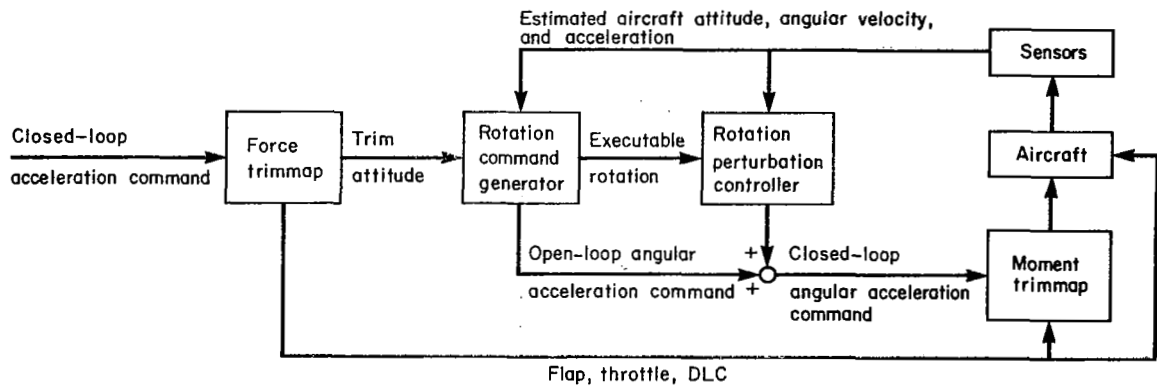 Estimated aircraft attitude, angular velocity,
and acceleration
Sensors
Closed-loop
acceleration command
Force
trimmap
Trim
attitude
Rotation
command
generator
Executable
rotation
Rotation
perturbation
controller
Aircraft
Open-loop angular
acceleration command
+
+
Closed-loop
angular acceleration
command
Moment
trimmap
Flap, throttle, DLC